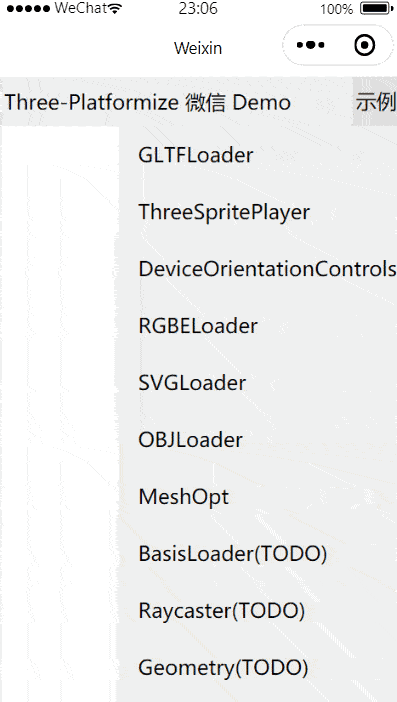 WeChat 23:06 100%
Weixin
Three-Platformize 微信 Demo 示例
GLTFLoader
ThreeSpritePlayer
DeviceOrientationControls
RGBELoader
SVGLoader
OBJLoader
MeshOpt
BasisLoader(TODO)
Raycaster(TODO)
Geometry(TODO)